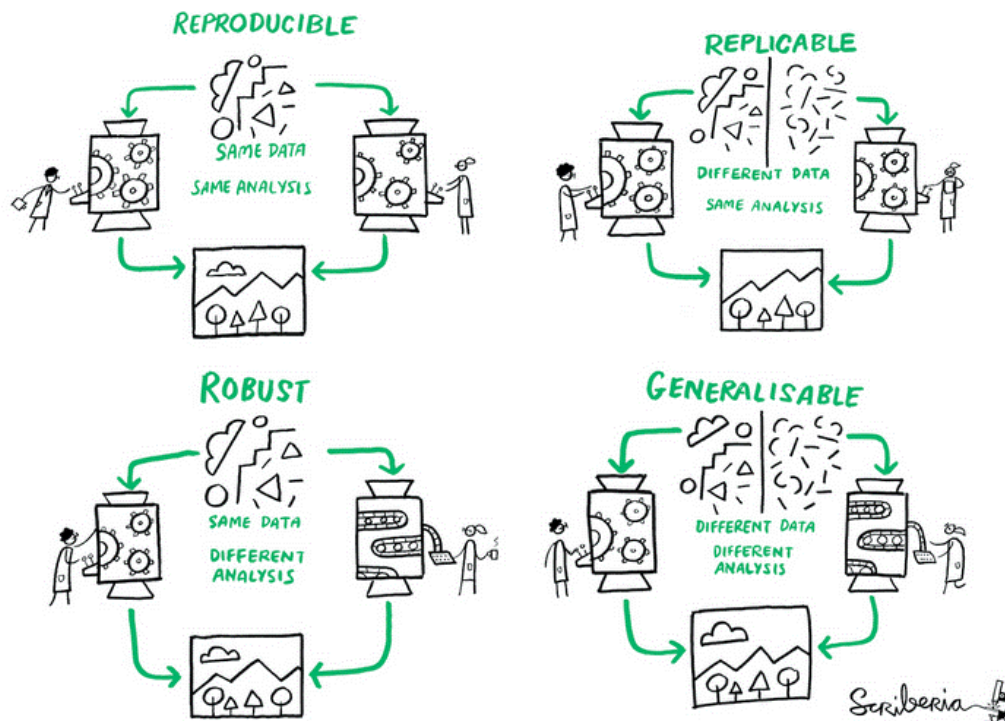 REPRODUCIBLE
SAME DATA
SAME ANALYSIS
REPLICABLE
DIFFERENT DATA
SAME ANALYSIS
ROBUST
SAME DATA
DIFFERENT
ANALYSIS
GENERALISABLE
DIFFERENT DATA
DIFFERENT
ANALYSIS
Scriberia